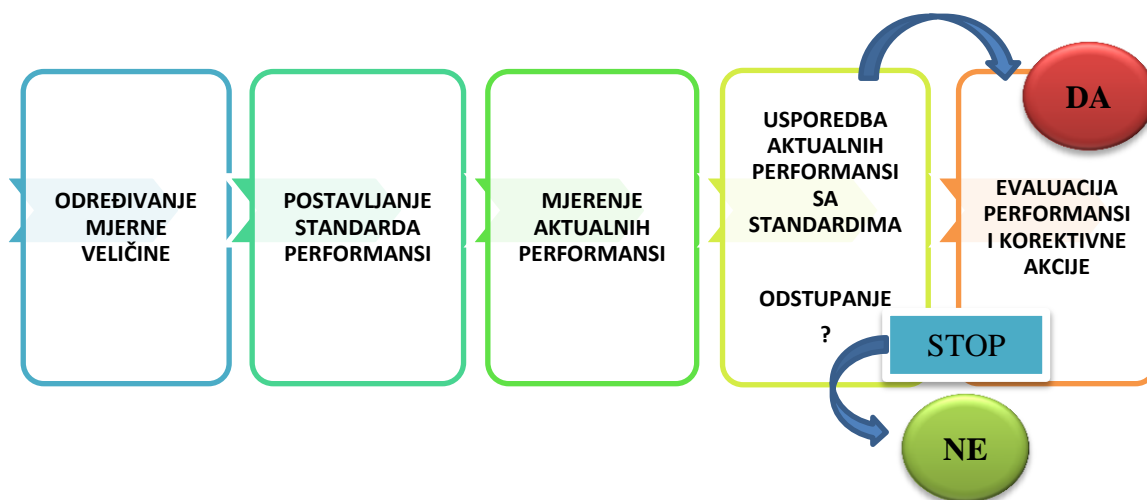 ODREĐIVANJE
MJERNE
VELIČINE
POSTAVLJANJE
STANDARDA
PERFORMANSI
MJERENJE
AKTUALNIH
PERFORMANSI
USPOREDBA
AKTUALNIH
PERFORMANSI
SA
STANDARDIMA
ODSTUPANJE
?
DA
EVALUACIJA
PERFORMANSI
I KOREKTIVNE
AKCIJE
STOP
NE